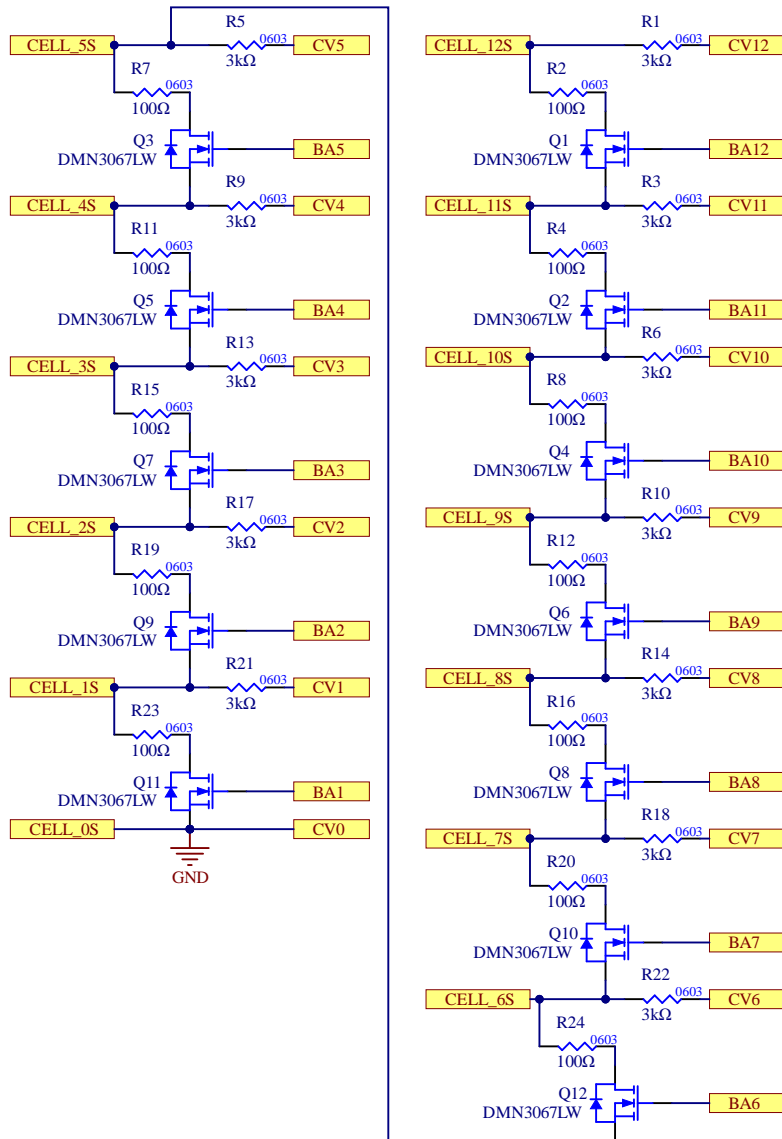 R5
CELL_5S 0603 CV5
3kΩ
R7
0603
100Ω
Q3
DMN3067LW BA5
R9
CELL_4S 0603 CV4
3kΩ
R11
0603
100Ω
Q5
DMN3067LW BA4
R13
CELL_3S 0603 CV3
3kΩ
R15
0603
100Ω
Q7
DMN3067LW BA3
R17
CELL_2S 0603 CV2
3kΩ
R19
0603
100Ω
Q9
DMN3067LW BA2
R21
CELL_1S 0603 CV1
3kΩ
R23
0603
100Ω
Q11
DMN3067LW BA1
CELL_0S CV0
GND
R1
CELL_12S 0603 CV12
3kΩ
R2
0603
100Ω
Q1
DMN3067LW BA12
R3
CELL_11S 0603 CV11
3kΩ
R4
0603
100Ω
Q2
DMN3067LW BA11
R6
CELL_10S 0603 CV10
3kΩ
R8
0603
100Ω
Q4
DMN3067LW BA10
R10
CELL_9S 0603 CV9
3kΩ
R12
0603
100Ω
Q6
DMN3067LW BA9
R14
CELL_8S 0603 CV8
3kΩ
R16
0603
100Ω
Q8
DMN3067LW BA8
R18
CELL_7S 0603 CV7
3kΩ
R20
0603
100Ω
Q10
DMN3067LW BA7
R22
CELL_6S 0603 CV6
3kΩ
R24
0603
100Ω
Q12
DMN3067LW BA6